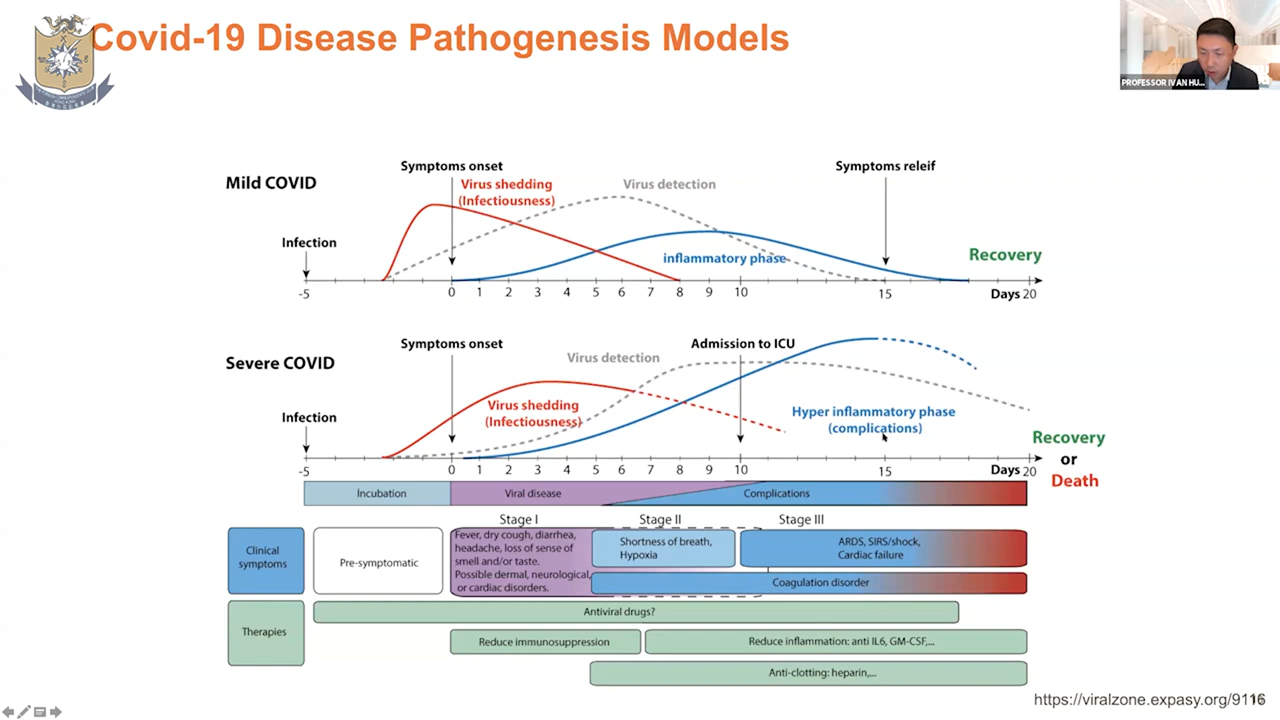 Covid-19 Disease Pathogenesis Models
PROFESSOR IVAN HU...
Mild COVID
Symptoms onset
Virus shedding
(Infectiousness)
Virus detection
Symptoms releif
Infection
inflammatory phase
Recovery
-5 0 1 2 3 4 5 6 7 8 9 10 15 Days 20
Severe COVID
Symptoms onset
Virus detection
Admission to ICU
Infection
Virus shedding
(Infectiousness)
Hyper inflammatory phase
(complications)
Recovery
or
Death
-5 0 1 2 3 4 5 6 7 8 9 10 15 Days 20
Incubation
Viral disease
Complications
Stage I
Stage II
Stage III
Clinical
symptoms
Pre-symptomatic
Fever, dry cough, diarrhea,
headache, loss of sense of
smell and/or taste.
Possible dermal, neurological,
or cardiac disorders.
Shortness of breath,
Hypoxia
ARDS, SIRS/shock,
Cardiac failure
Coagulation disorder
Therapies
Antiviral drugs?
Reduce immunosuppression
Reduce inflammation: anti IL6, GM-CSF,...
Anti-clotting: heparin,...
https://viralzone.expasy.org/9116